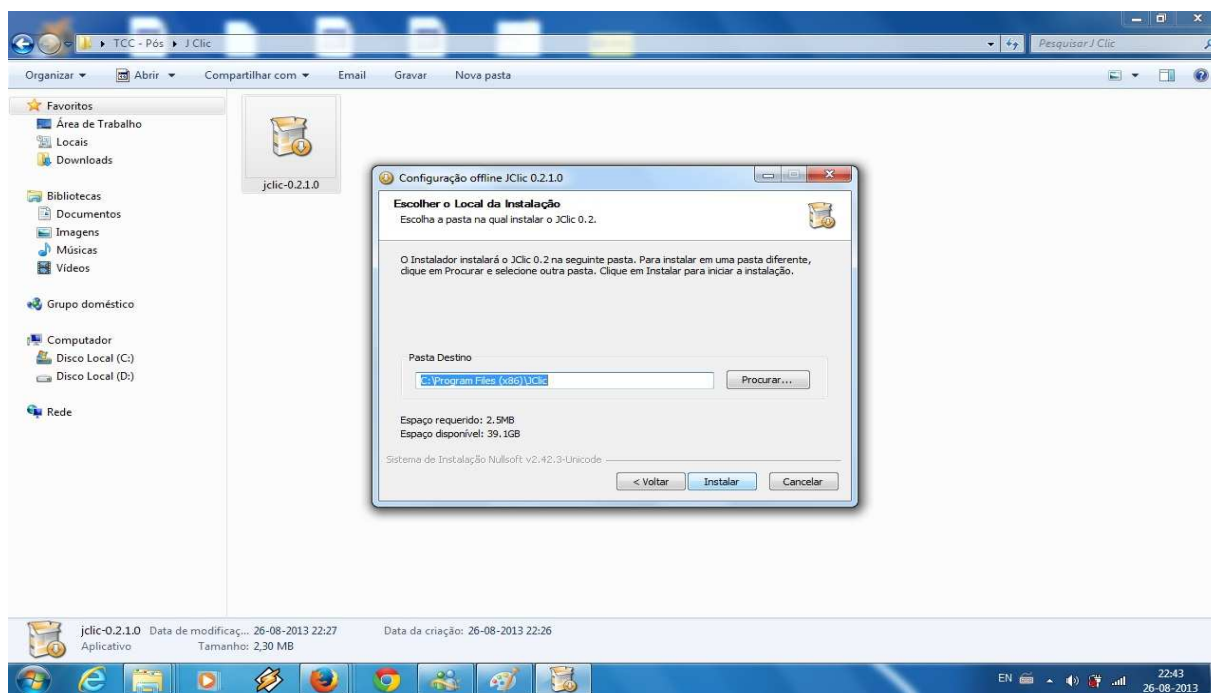 TCC - Pós ▸ J Clic
Pesquisar J Clic
Organizar
Abrir
Compartilhar com
Email
Gravar
Nova pasta
Favoritos
Área de Trabalho
Locais
Downloads
Bibliotecas
Documentos
Imagens
Músicas
Vídeos
Grupo doméstico
Computador
Disco Local (C:)
Disco Local (D:)
Rede
jclic-0.2.1.0
Configuração offline JClic 0.2.1.0
Escolher o Local da Instalação
Escolha a pasta na qual instalar o JClic 0.2.
O Instalador instalará o JClic 0.2 na seguinte pasta. Para instalar em uma pasta diferente,
clique em Procurar e selecione outra pasta. Clique em Instalar para iniciar a instalação.
Pasta Destino
C:\Program Files (x86)\JClic
Procurar...
Espaço requerido: 2.5MB
Espaço disponível: 39.1GB
Sistema de Instalação Nullsoft v2.42.3-Unicode
< Voltar
Instalar
Cancelar
jclic-0.2.1.0 Data de modificaç... 26-08-2013 22:27 Data da criação: 26-08-2013 22:26
Aplicativo Tamanho: 2,30 MB
EN
22:43
26-08-2013